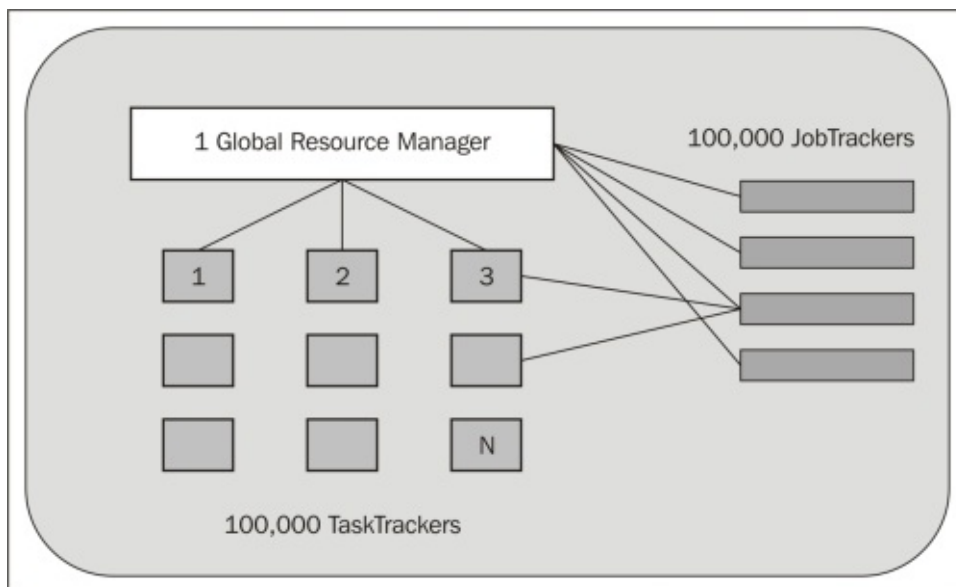 1 Global Resource Manager
100,000 JobTrackers
1
2
3
N
100,000 TaskTrackers